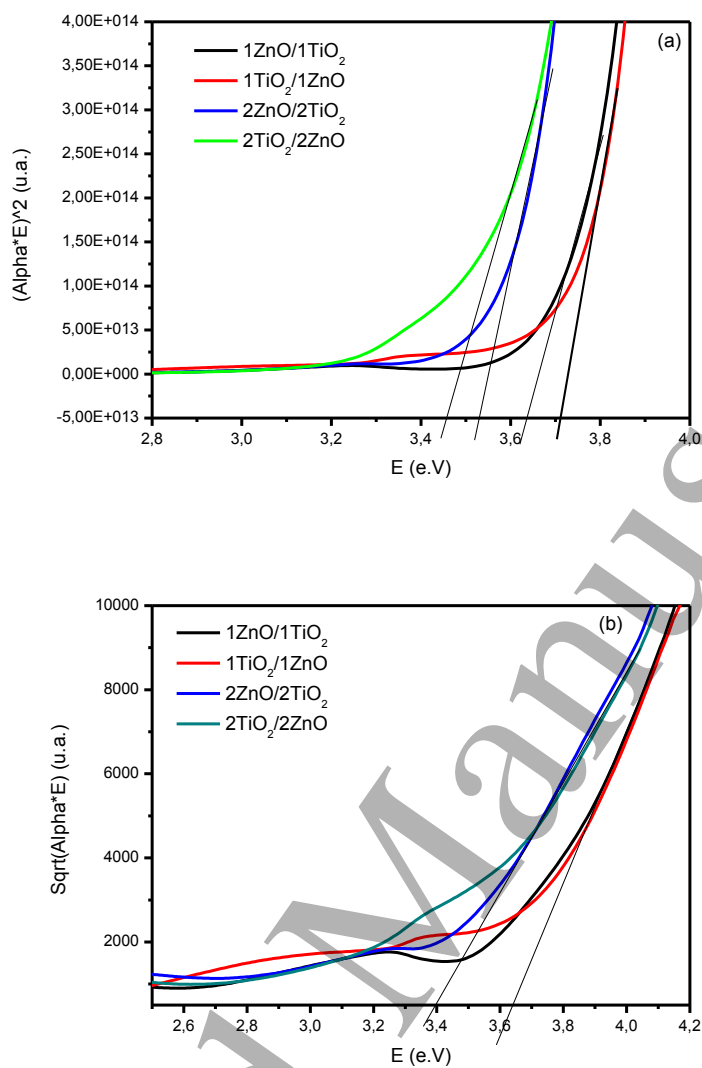 4,00E+014
3,50E+014
3,00E+014
2,50E+014
2,00E+014
1,50E+014
1,00E+014
5,00E+013
0,00E+000
-5,00E+013
(Alpha*E)^2 (u.a.)
(a)
1ZnO/1TiO₂
1TiO₂/1ZnO
2ZnO/2TiO₂
2TiO₂/2ZnO
2,8 3,0 3,2 3,4 3,6 3,8 4,0
E (e.V)
10000
8000
6000
4000
2000
Sqrt(Alpha*E) (u.a.)
(b)
1ZnO/1TiO₂
1TiO₂/1ZnO
2ZnO/2TiO₂
2TiO₂/2ZnO
2,6 2,8 3,0 3,2 3,4 3,6 3,8 4,0 4,2
E (e.V)
Manus